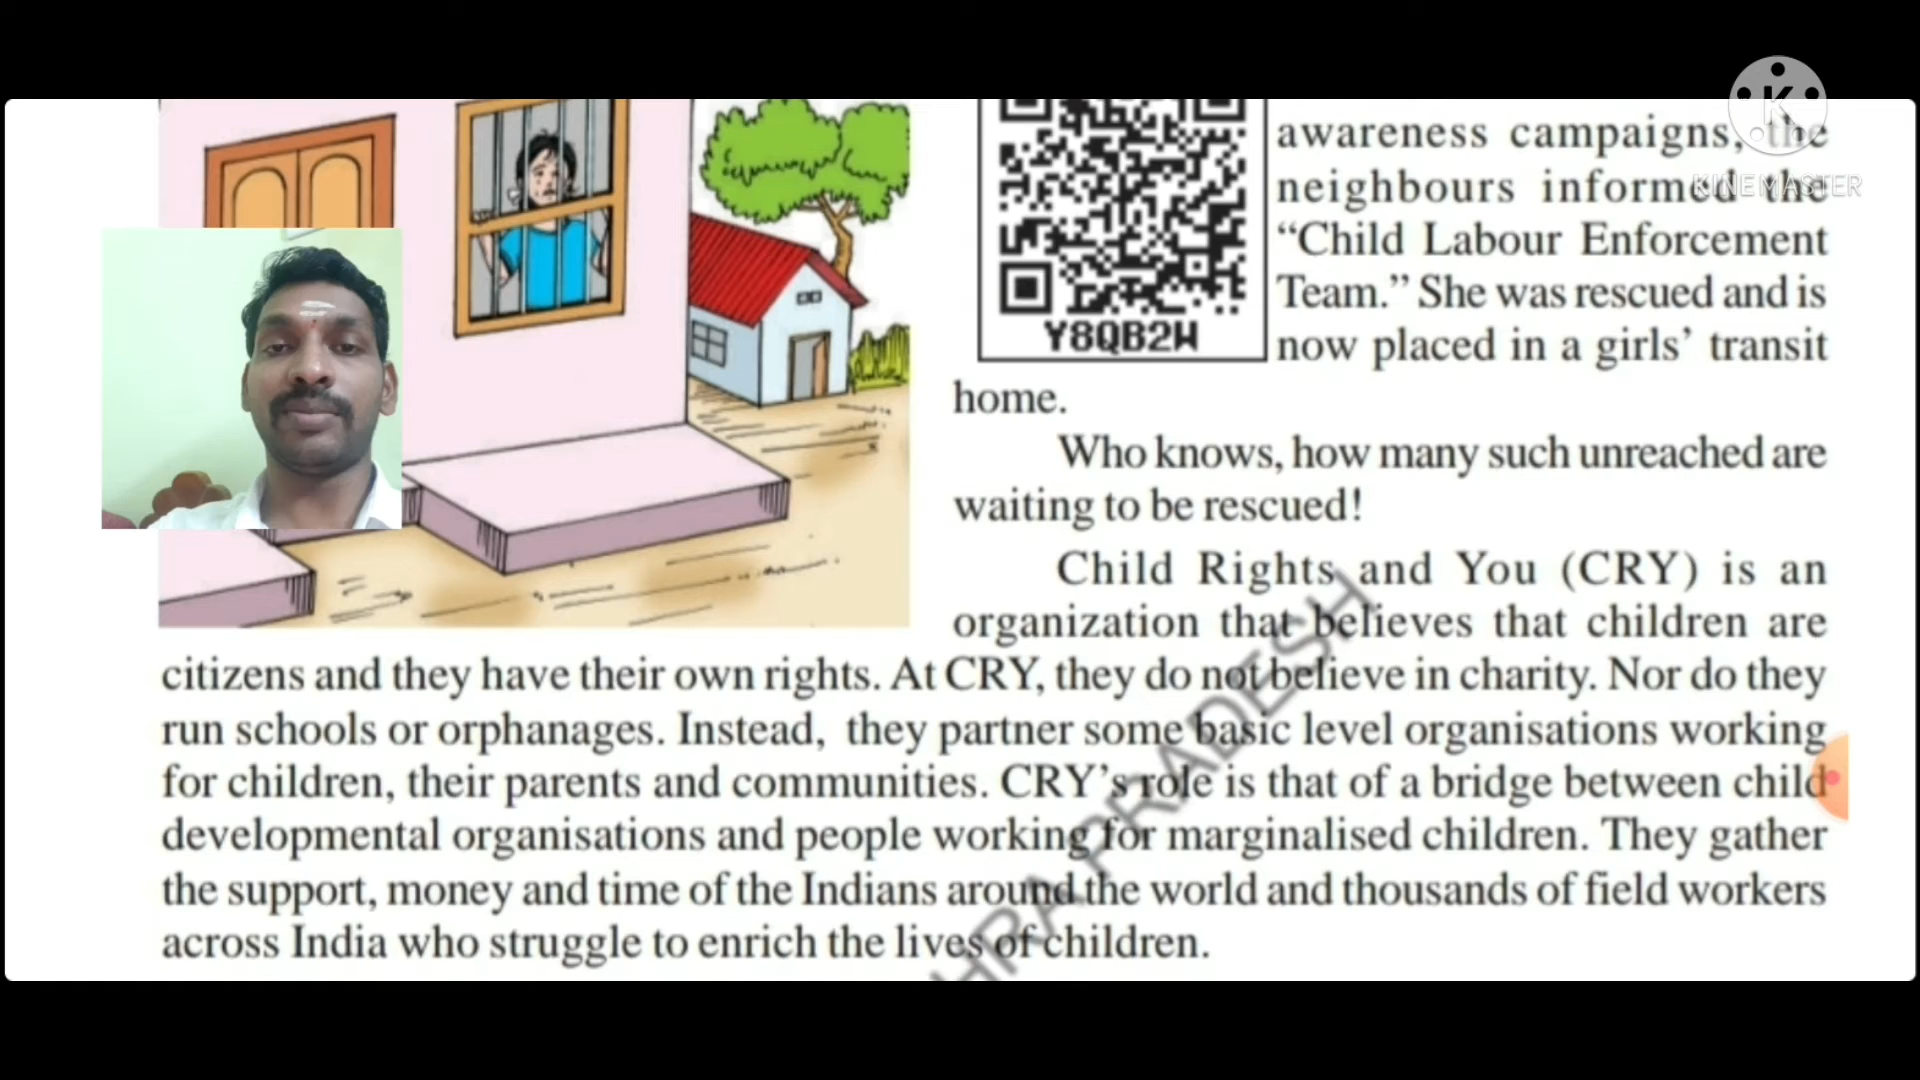 KINEMASTER
Y8QB2W
awareness campaigns, the
neighbours informed the
“Child Labour Enforcement
Team.” She was rescued and is
now placed in a girls’ transit
home.
Who knows, how many such unreached are
waiting to be rescued!
Child Rights and You (CRY) is an
organization that believes that children are
citizens and they have their own rights. At CRY, they do not believe in charity. Nor do they
run schools or orphanages. Instead, they partner some basic level organisations working
for children, their parents and communities. CRY’s role is that of a bridge between child
developmental organisations and people working for marginalised children. They gather
the support, money and time of the Indians around the world and thousands of field workers
across India who struggle to enrich the lives of children.
HRA PRADESH